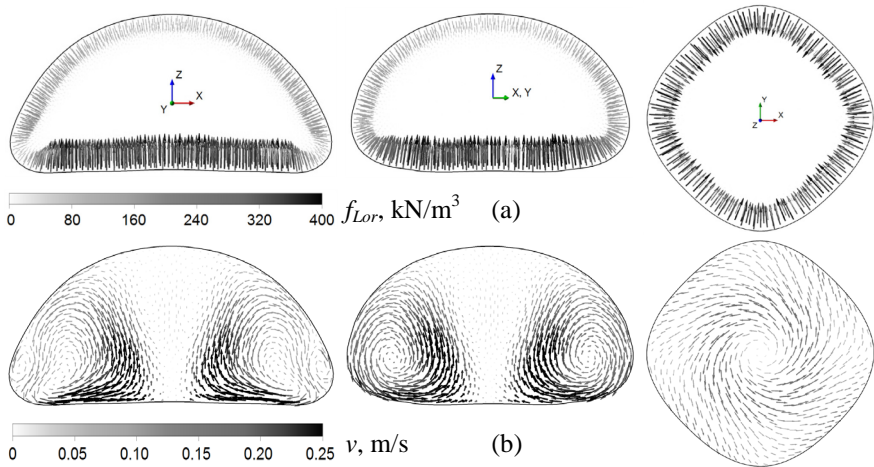 Z
Y X
Z
X, Y
Y
Z X
0 80 160 240 320 400 f_Lor, kN/m³ (a)
0 0.05 0.10 0.15 0.20 0.25 v, m/s (b)